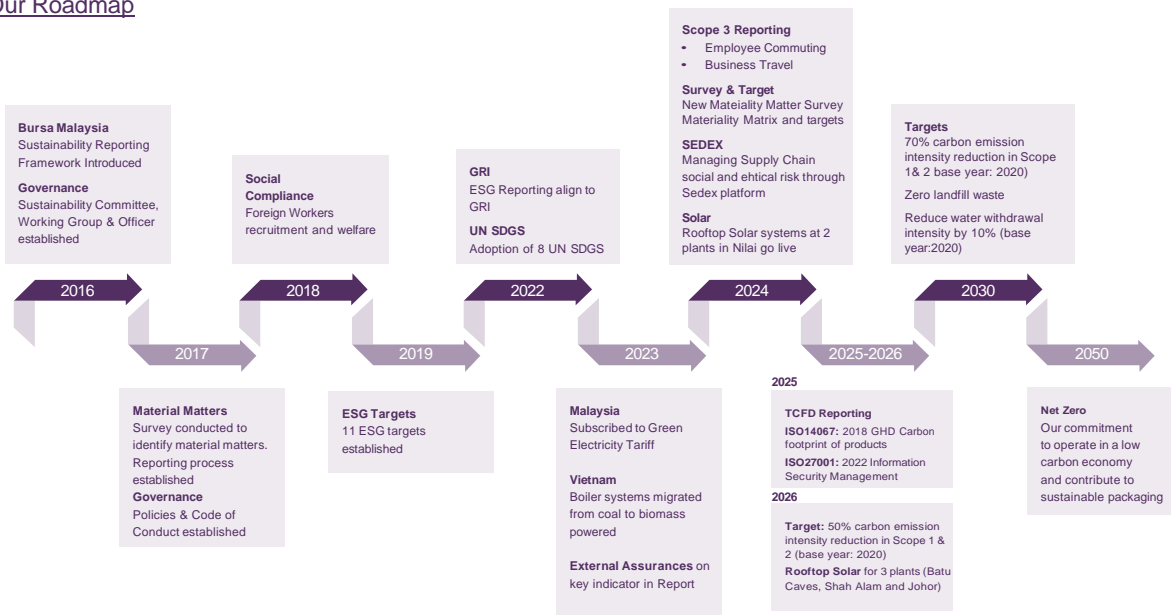 Our Roadmap
Bursa Malaysia
Sustainability Reporting
Framework Introduced
Governance
Sustainability Committee,
Working Group & Officer
established
2016
2017
Material Matters
Survey conducted to
identify material matters.
Reporting process
established
Governance
Policies & Code of
Conduct established
Social
Compliance
Foreign Workers
recruitment and welfare
2018
2019
ESG Targets
11 ESG targets
established
GRI
ESG Reporting align to
GRI
UN SDGS
Adoption of 8 UN SDGS
2022
2023
Malaysia
Subscribed to Green
Electricity Tariff
Vietnam
Boiler systems migrated
from coal to biomass
powered
External Assurances on
key indicator in Report
Scope 3 Reporting
• Employee Commuting
• Business Travel
Survey & Target
New Mateiality Matter Survey
Materiality Matrix and targets
SEDEX
Managing Supply Chain
social and ehtical risk through
Sedex platform
Solar
Rooftop Solar systems at 2
plants in Nilai go live
2024
2025-2026
2025
TCFD Reporting
ISO14067: 2018 GHD Carbon
footprint of products
ISO27001: 2022 Information
Security Management
2026
Target: 50% carbon emission
intensity reduction in Scope 1 &
2 (base year: 2020)
Rooftop Solar for 3 plants (Batu
Caves, Shah Alam and Johor)
Targets
70% carbon emission
intensity reduction in Scope
1& 2 base year: 2020)
Zero landfill waste
Reduce water withdrawal
intensity by 10% (base
year:2020)
2030
2050
Net Zero
Our commitment
to operate in a low
carbon economy
and contribute to
sustainable packaging